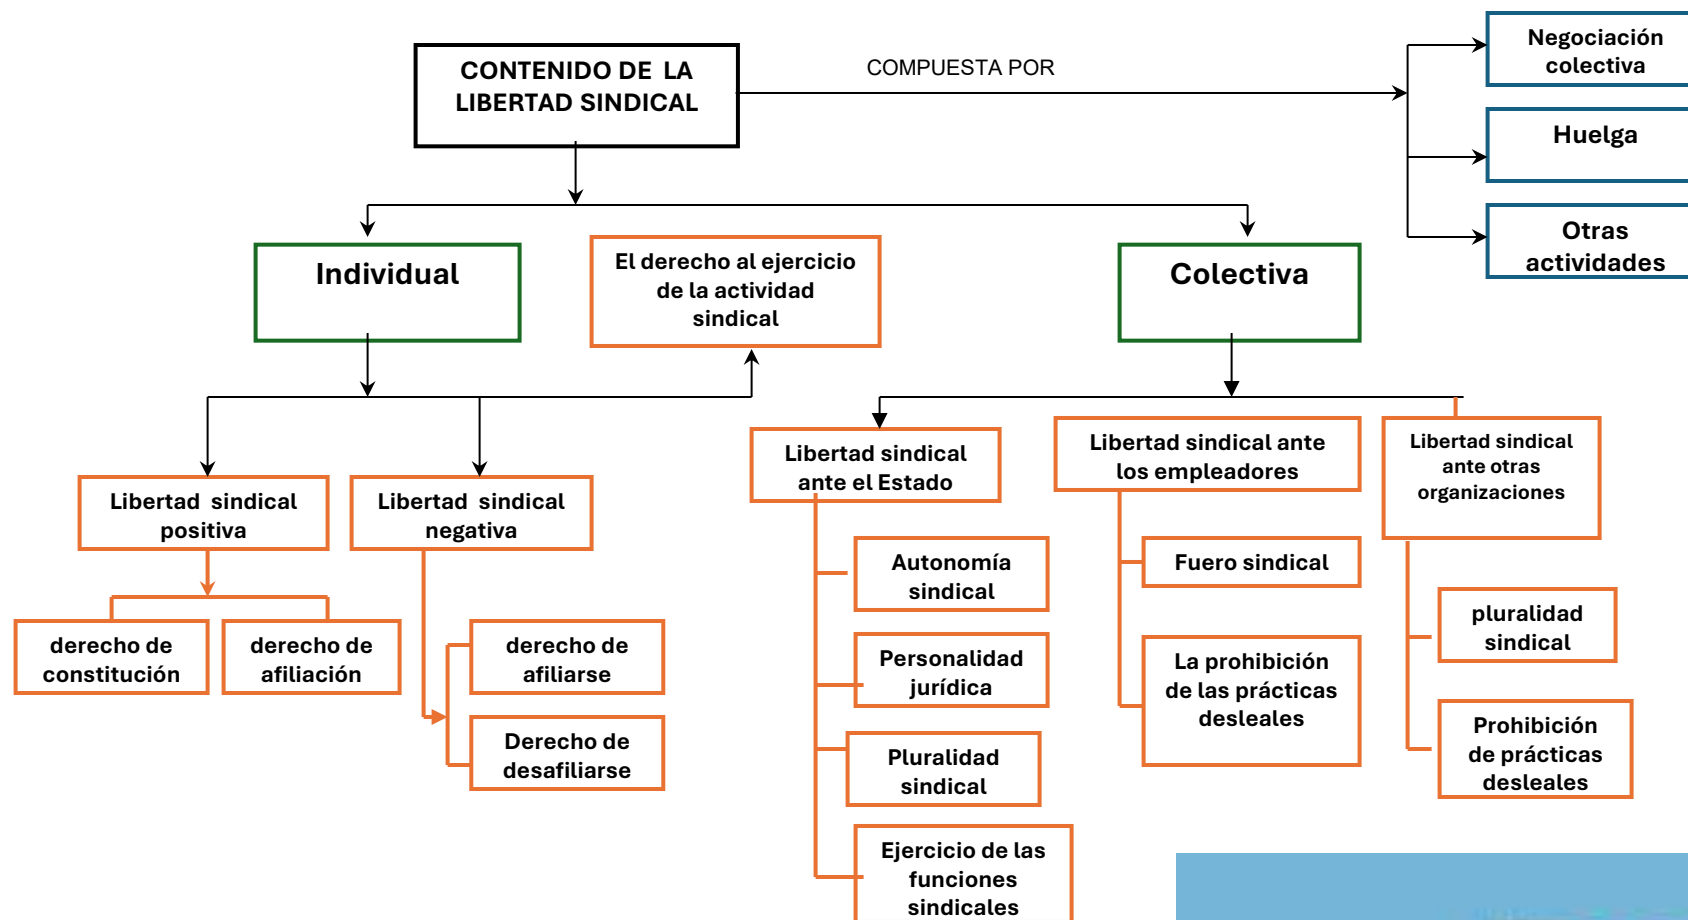 CONTENIDO DE LA
LIBERTAD SINDICAL
COMPUESTA POR
Negociación
colectiva
Huelga
Otras
actividades
Individual
El derecho al ejercicio
de la actividad
sindical
Colectiva
Libertad sindical
positiva
Libertad sindical
negativa
Libertad sindical
ante el Estado
Libertad sindical ante
los empleadores
Libertad sindical
ante otras
organizaciones
derecho de
constitución
derecho de
afiliación
derecho de
afiliarse
Derecho de
desafiliarse
Autonomía
sindical
Personalidad
jurídica
Pluralidad
sindical
Ejercicio de las
funciones
sindicales
Fuero sindical
La prohibición
de las prácticas
desleales
pluralidad
sindical
Prohibición
de prácticas
desleales